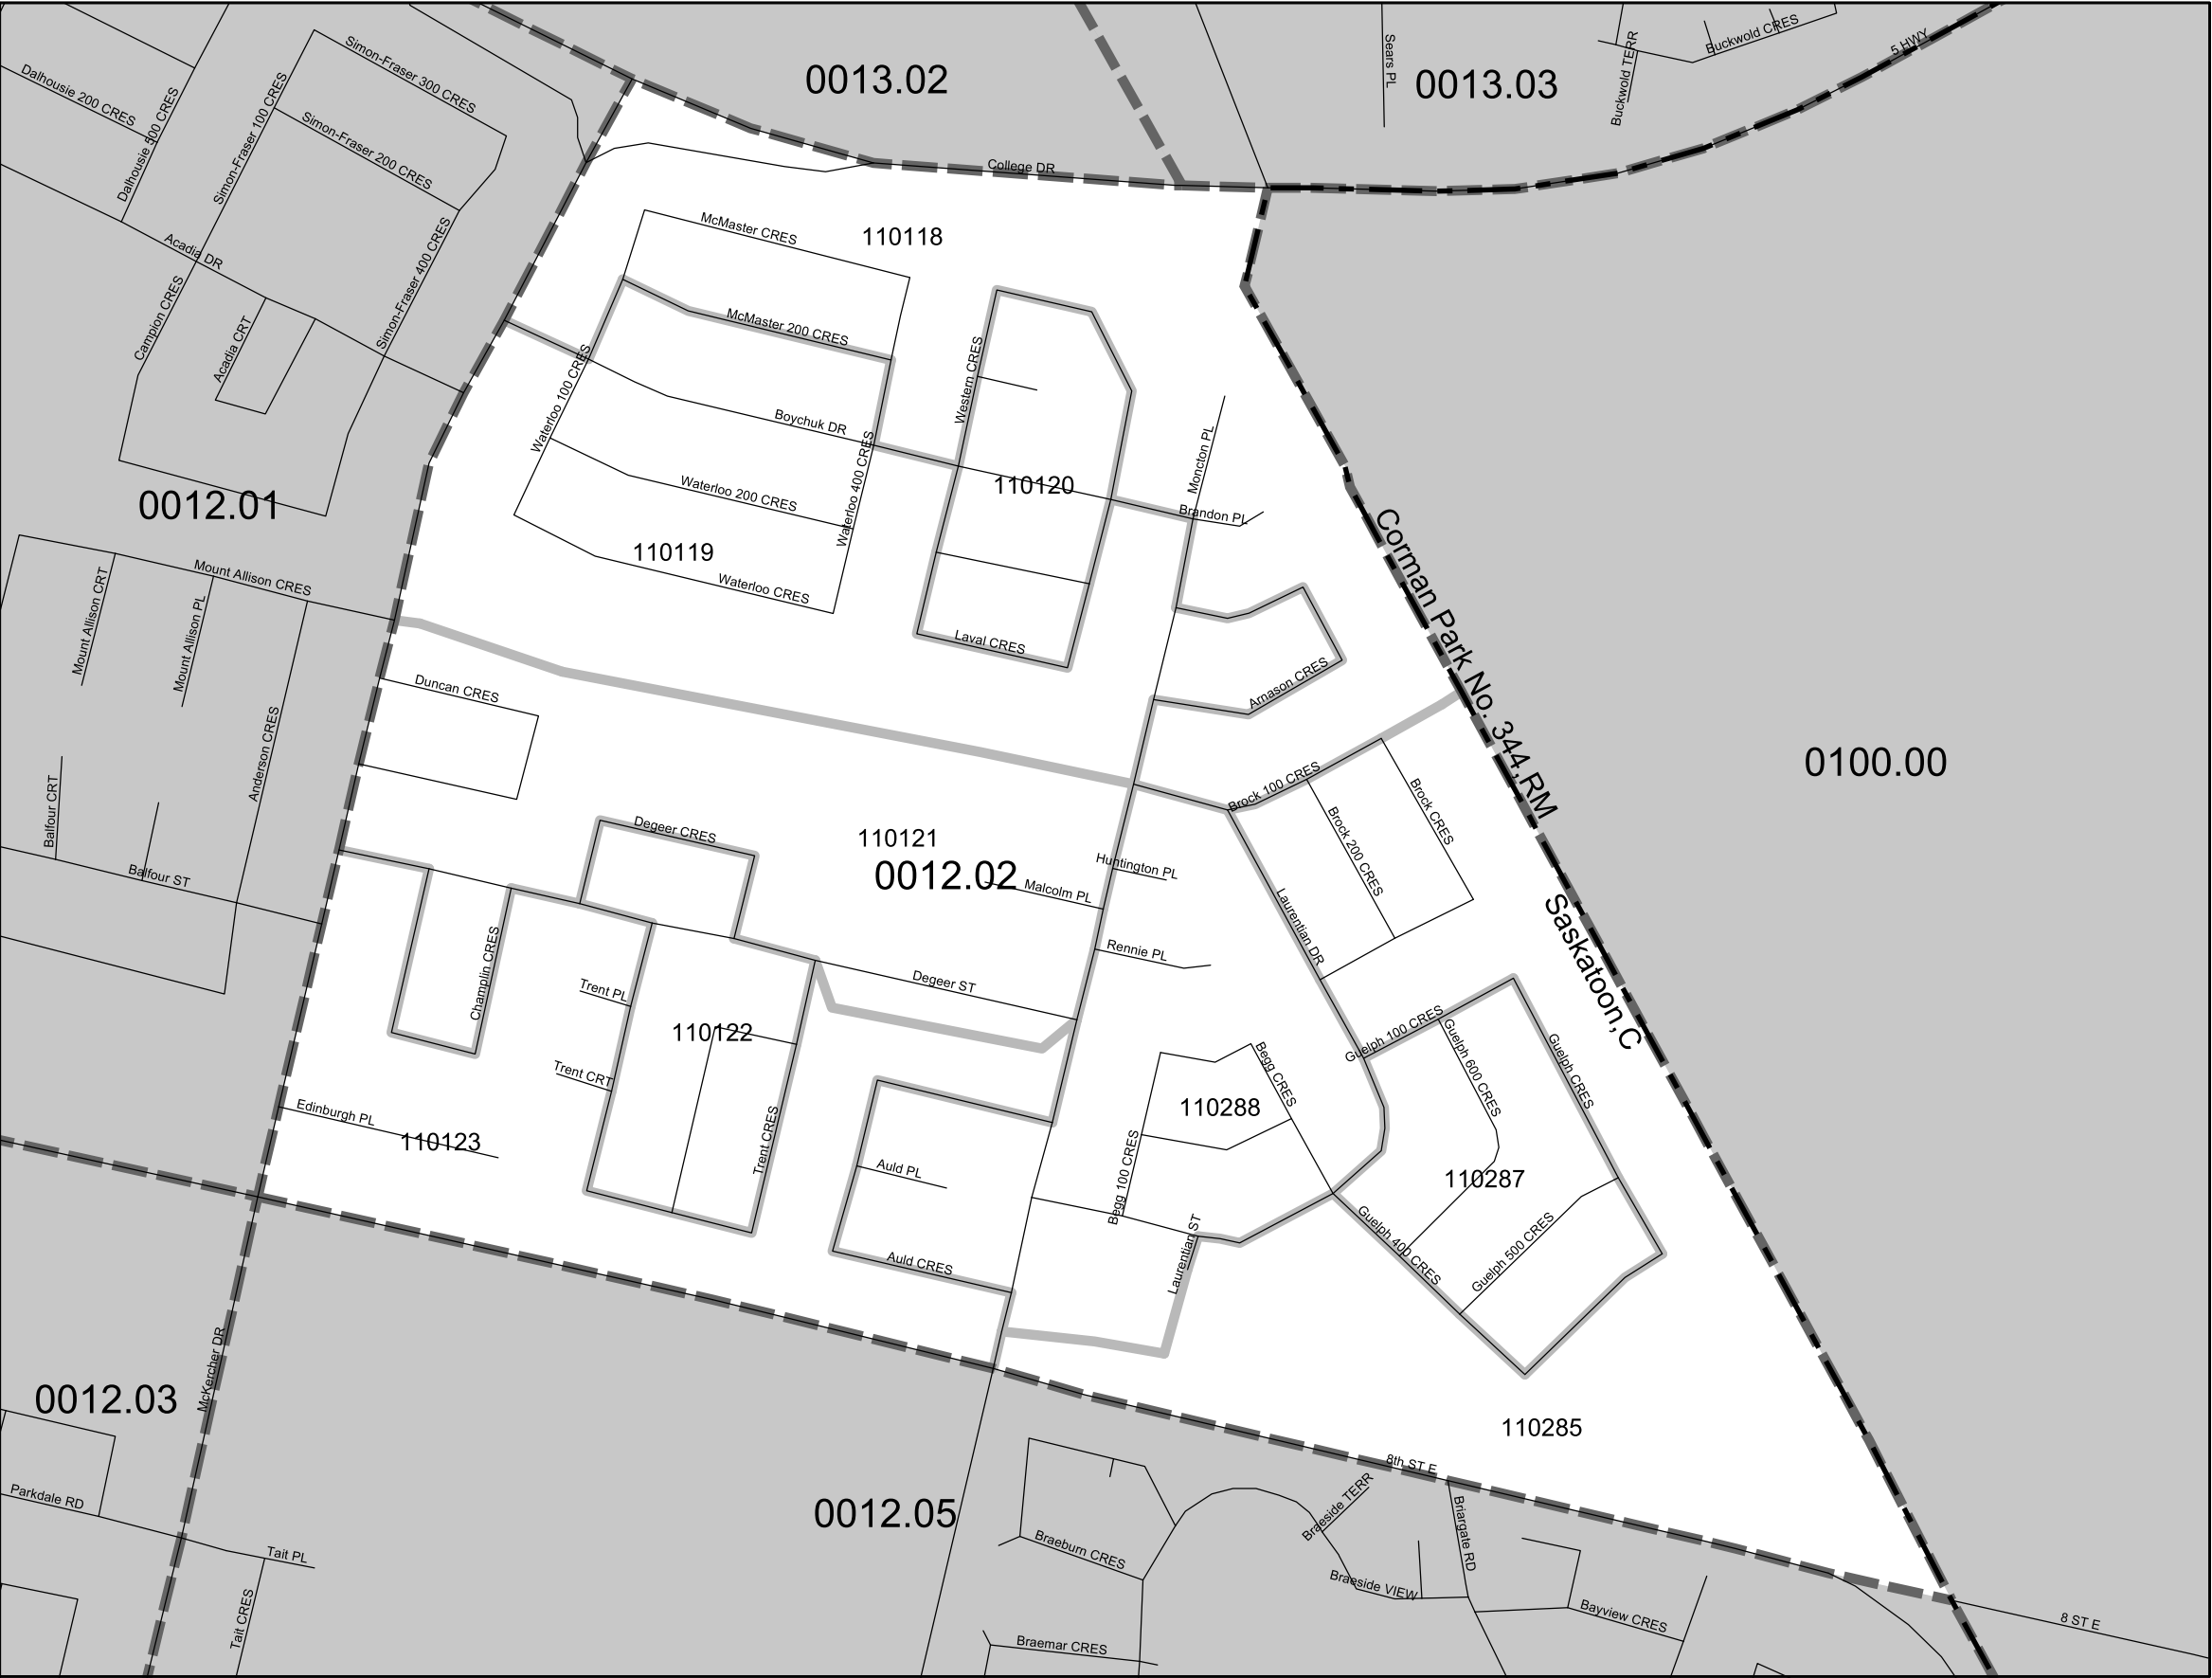 Simon-Fraser 300 CRES
Dalhousie 200 CRES
Dalhousie 500 CRES
Simon-Fraser 100 CRES
Simon-Fraser 200 CRES
Simon-Fraser 400 CRES
0013.02
Sears PL
0013.03
Buckwold TERR
Buckwold CRES
5 HWY
College DR
Acadia DR
Campion CRES
Acadia CRT
McMaster CRES
110118
McMaster 200 CRES
Waterloo 100 CRES
Boychuk DR
Western CRES
Moncton PL
0012.01
Waterloo 200 CRES
Waterloo 400 CRES
110120
Brandon PL
110119
Waterloo CRES
Laval CRES
Corman Park No. 344,RM
Mount Allison CRES
Mount Allison CRT
Mount Allison PL
Arnason CRES
Duncan CRES
Anderson CRES
0100.00
Brock 100 CRES
Brock CRES
Brock 200 CRES
Balfour CRT
Degeer CRES
110121
0012.02
Huntington PL
Malcolm PL
Balfour ST
Laurentian DR
Saskatoon,C
Champlin CRES
Rennie PL
Degeer ST
Trent PL
110122
Guelph 100 CRES
Guelph 600 CRES
Guelph CRES
Trent CRT
Begg CRES
110288
Edinburgh PL
110123
Trent CRES
Auld PL
Begg 100 CRES
110287
Auld CRES
Laurentian ST
Guelph 400 CRES
Guelph 500 CRES
McKercher DR
0012.03
110285
8th ST E
0012.05
Parkdale RD
Tait PL
Tait CRES
Braeburn CRES
Braeside TERR
Briargate RD
Braeside VIEW
Bayview CRES
Braemar CRES
8 ST E